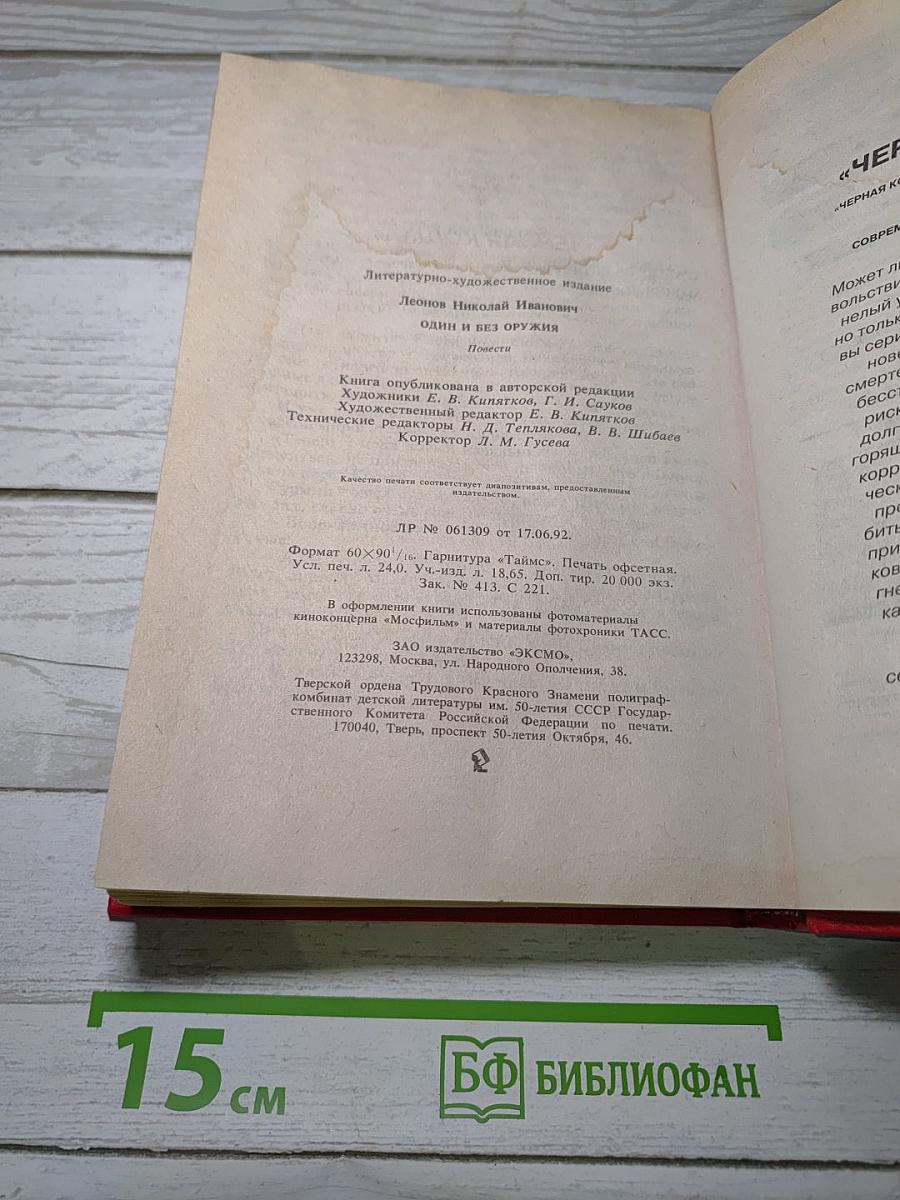 Литературно-художественное издание
Леонов Николай Иванович
ОДИН И БЕЗ ОРУЖИЯ
Повести
Книга опубликована в авторской редакции
Художники Е. В. Кипятков, Г. И. Сауков
Художественный редактор Е. В. Кипятков
Технические редакторы Н. Д. Теплякова, В. В. Шибаев
Корректор Л. М. Гусева
Качество печати соответствует диапозитивам, предоставленным
издательством.
ЛР № 061309 от 17.06.92.
Формат 60×90 1/16. Гарнитура «Таймс». Печать офсетная.
Усл. печ. л. 24,0. Уч.-изд. л. 18,65. Доп. тир. 20 000 экз.
Зак. № 413. С 221.
В оформлении книги использованы фотоматериалы
киноконцерна «Мосфильм» и материалы фотохроники ТАСС.
ЗАО издательство «ЭКСМО»,
123298, Москва, ул. Народного Ополчения, 38.
Тверской ордена Трудового Красного Знамени полиграф-
комбинат детской литературы им. 50-летия СССР Государ-
ственного Комитета Российской Федерации по печати.
170040, Тверь, проспект 50-летия Октября, 46.
«ЧЕР
«ЧЕРНАЯ КО
СОВРЕМ
Может ли
вольстви
нелый у
но тольк
вы сери
нове
смерте
бесст
риск
долг
горящ
корр
ческ
пре
бить
при
ков
гне
ка
се
15 см
БФ БИБЛИОФАН